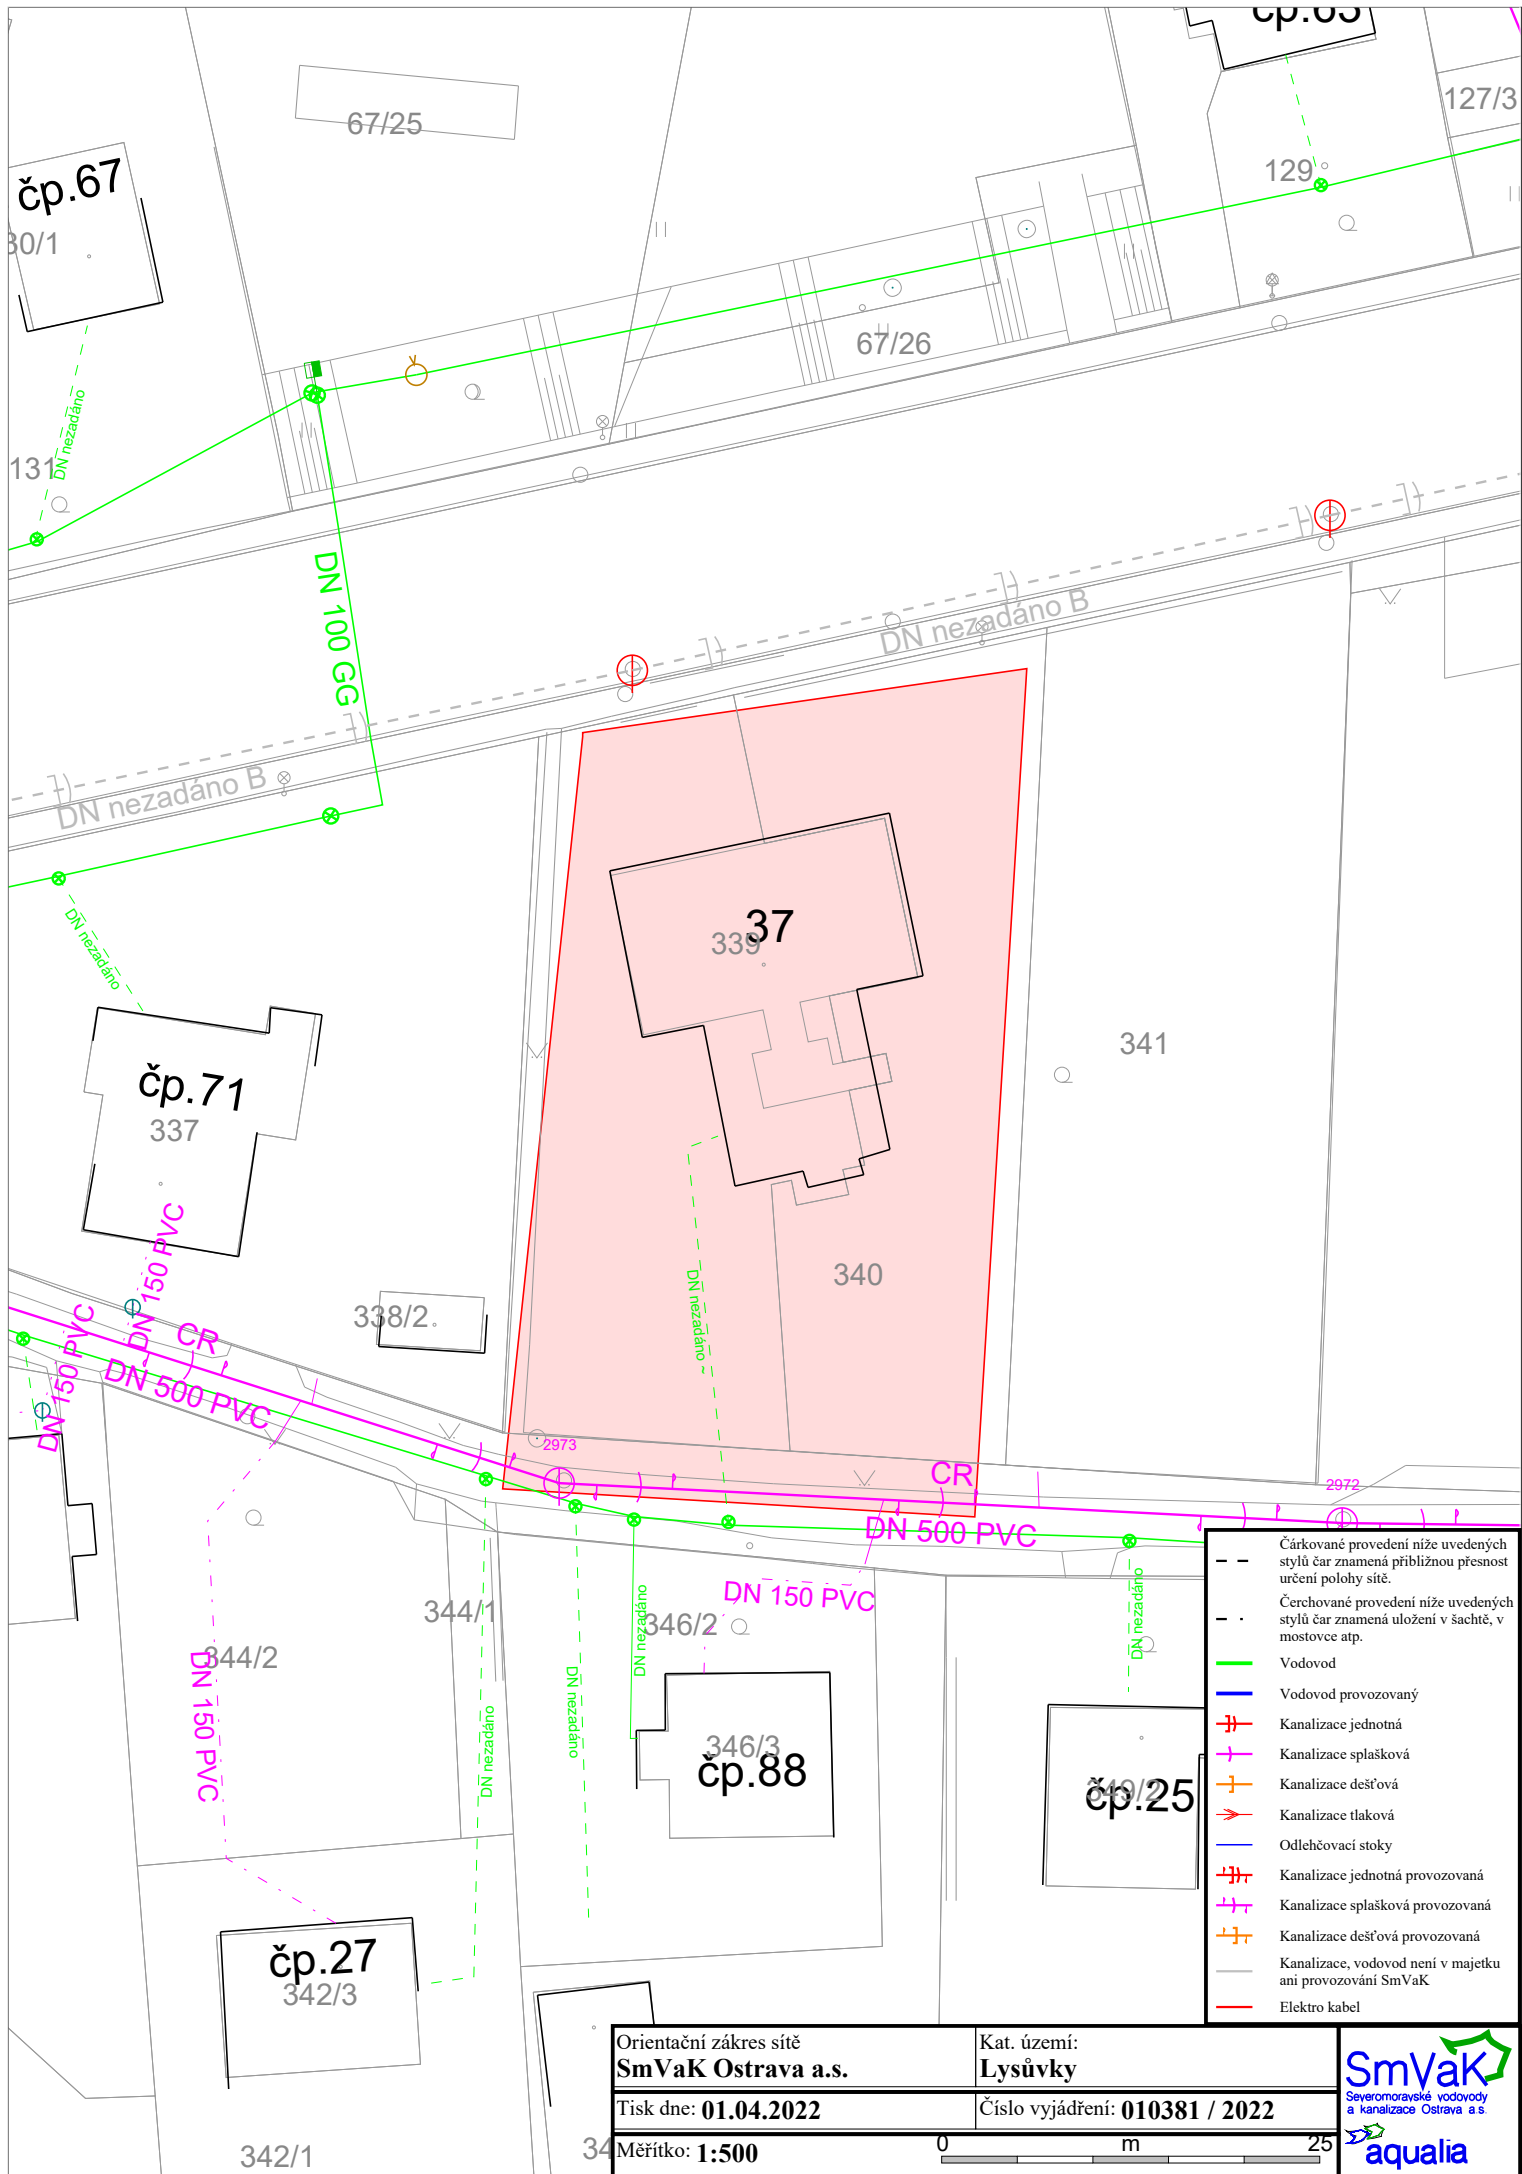 čp.63
67/25
127/3
čp.67
30/1
129
67/26
DN nezadáno
131
DN 100 GG
DN nezadáno B
DN nezadáno B
DN nezadáno
37
339
341
čp.71
337
DN 150 PVC
340
DN nezadáno ~
338/2
DN 150 PVC
CR
DN 500 PVC
2973
CR
2972
DN 500 PVC
DN 150 PVC
344/1
346/2
DN nezadáno
DN nezadáno
344/2
DN 150 PVC
DN nezadáno
DN nezadáno
346/3
čp.88
349/2
čp.25
čp.27
342/3
342/1
34
Čárkované provedení níže uvedených
stylů čar znamená přibližnou přesnost
určení polohy sítě.
Čerchované provedení níže uvedených
stylů čar znamená uložení v šachtě, v
mostovce atp.
Vodovod
Vodovod provozovaný
Kanalizace jednotná
Kanalizace splašková
Kanalizace dešťová
Kanalizace tlaková
Odlehčovací stoky
Kanalizace jednotná provozovaná
Kanalizace splašková provozovaná
Kanalizace dešťová provozovaná
Kanalizace, vodovod není v majetku
ani provozování SmVaK
Elektro kabel
Orientační zákres sítě
SmVaK Ostrava a.s.
Kat. území:
Lysůvky
Tisk dne: 01.04.2022
Číslo vyjádření: 010381 / 2022
Měřítko: 1:500
0 m 25
SmVaK
Severomoravské vodovody
a kanalizace Ostrava a.s.
aqualia